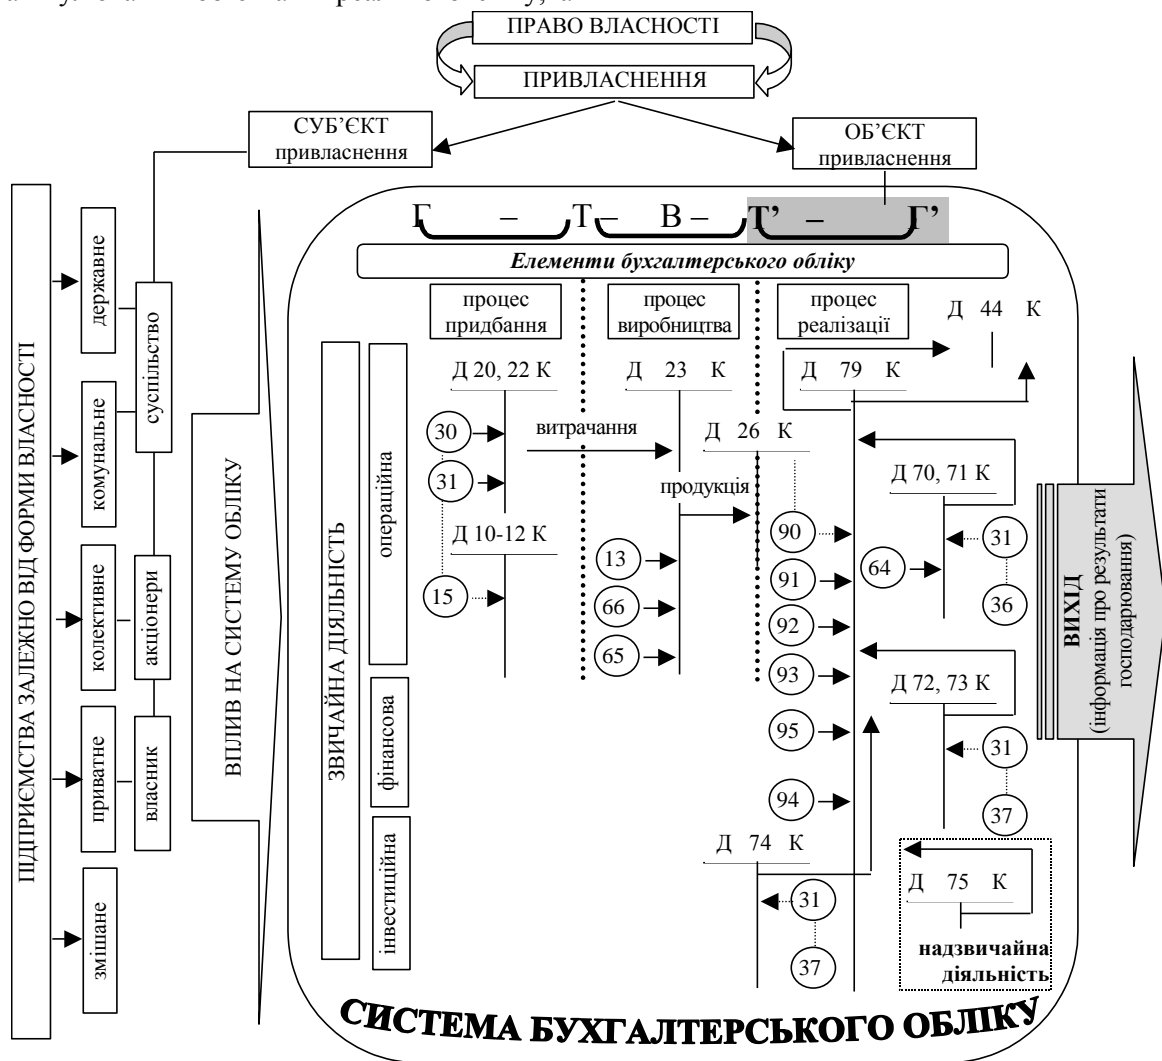 ПРАВО ВЛАСНОСТІ
ПРИВЛАСНЕННЯ
СУБ’ЄКТ
привласнення
ОБ’ЄКТ
привласнення
ПІДПРИЄМСТВА ЗАЛЕЖНО ВІД ФОРМИ ВЛАСНОСТІ
державне
комунальне
колективне
приватне
змішане
суспільство
акціонери
власник
ВПЛИВ НА СИСТЕМУ ОБЛІКУ
Г – Т – В – Т’ – Г’
Елементи бухгалтерського обліку
процес
придбання
процес
виробництва
процес
реалізації
ЗВИЧАЙНА ДІЯЛЬНІСТЬ
операційна
фінансова
інвестиційна
Д 44 К
Д 20, 22 К
Д 23 К
Д 79 К
30
витрачання
Д 26 К
31
продукція
Д 70, 71 К
Д 10-12 К
90
31
13
91
64
15
66
92
36
65
93
Д 72, 73 К
95
31
94
37
Д 74 К
31
Д 75 К
37
надзвичайна
діяльність
ВИХІД
(інформація про результати
господарювання)
СИСТЕМА БУХГАЛТЕРСЬКОГО ОБЛІКУ